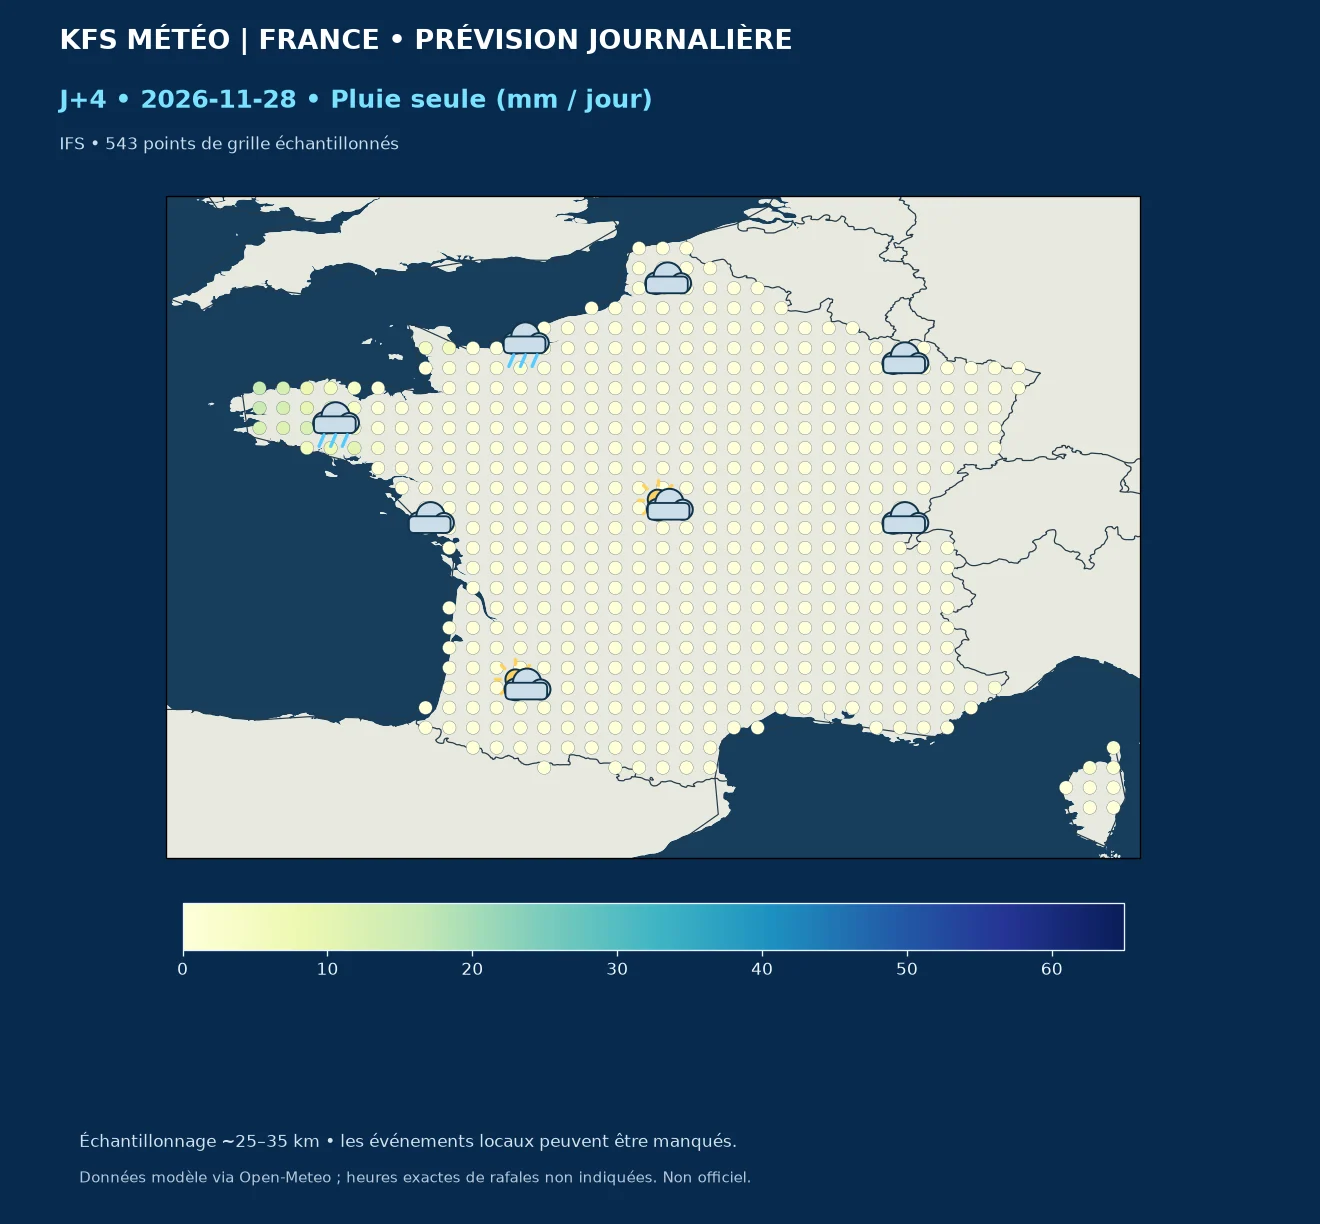 KFS MÉTÉO | FRANCE • PRÉVISION JOURNALIÈRE
J+4 • 2026-11-28 • Pluie seule (mm / jour)
IFS • 543 points de grille échantillonnés
0 10 20 30 40 50 60
Échantillonnage ~25–35 km • les événements locaux peuvent être manqués.
Données modèle via Open-Meteo ; heures exactes de rafales non indiquées. Non officiel.